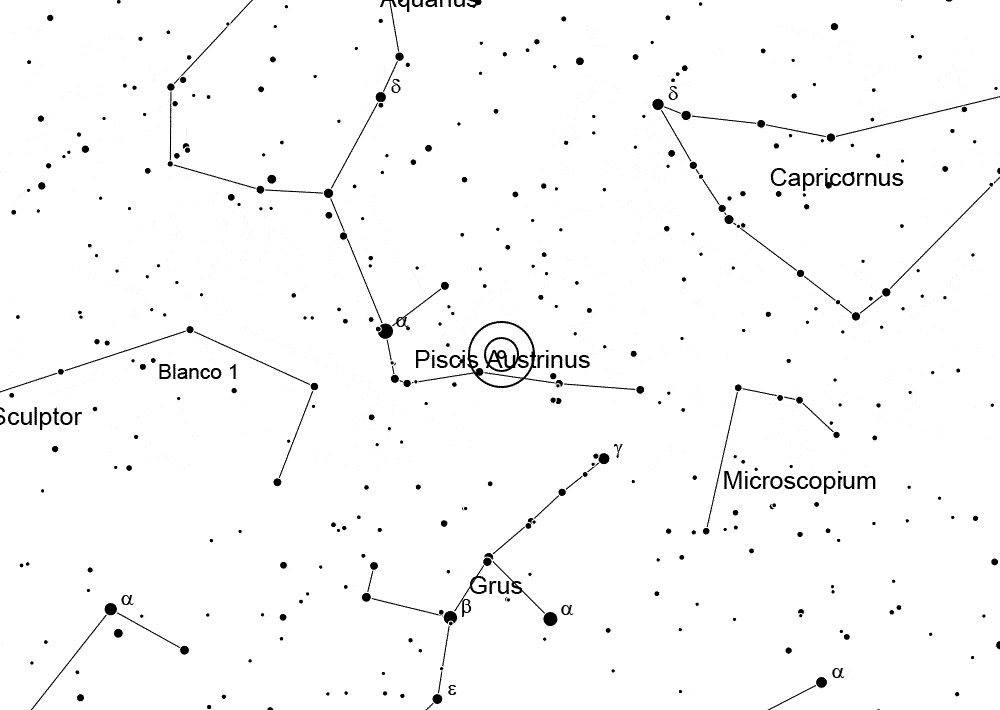 Aquarius
δ
δ
Capricornus
α
Piscis Austrinus
Blanco 1
Sculptor
γ
Microscopium
Grus
α
β
α
ε
α